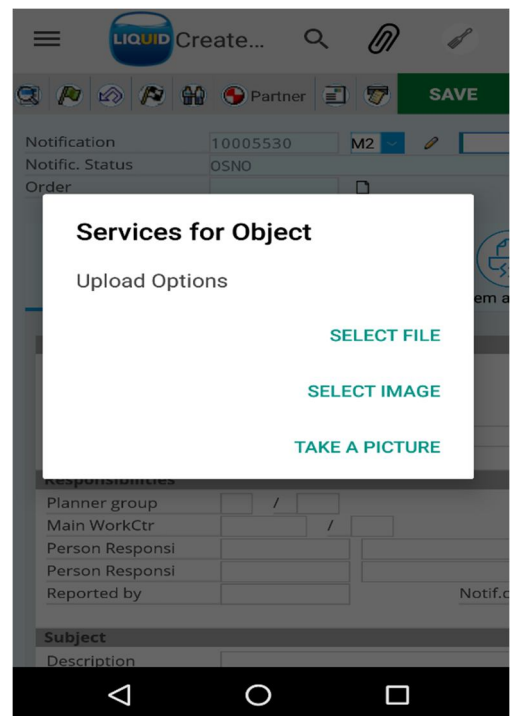 LIQUID Create...
Partner SAVE
Notification 10005530 M2
Notific. Status OSNO
Order
Services for Object
Upload Options
em a
SELECT FILE
SELECT IMAGE
TAKE A PICTURE
Responsibilities
Planner group /
Main WorkCtr /
Person Responsi
Person Responsi
Reported by Notif.c
Subject
Description